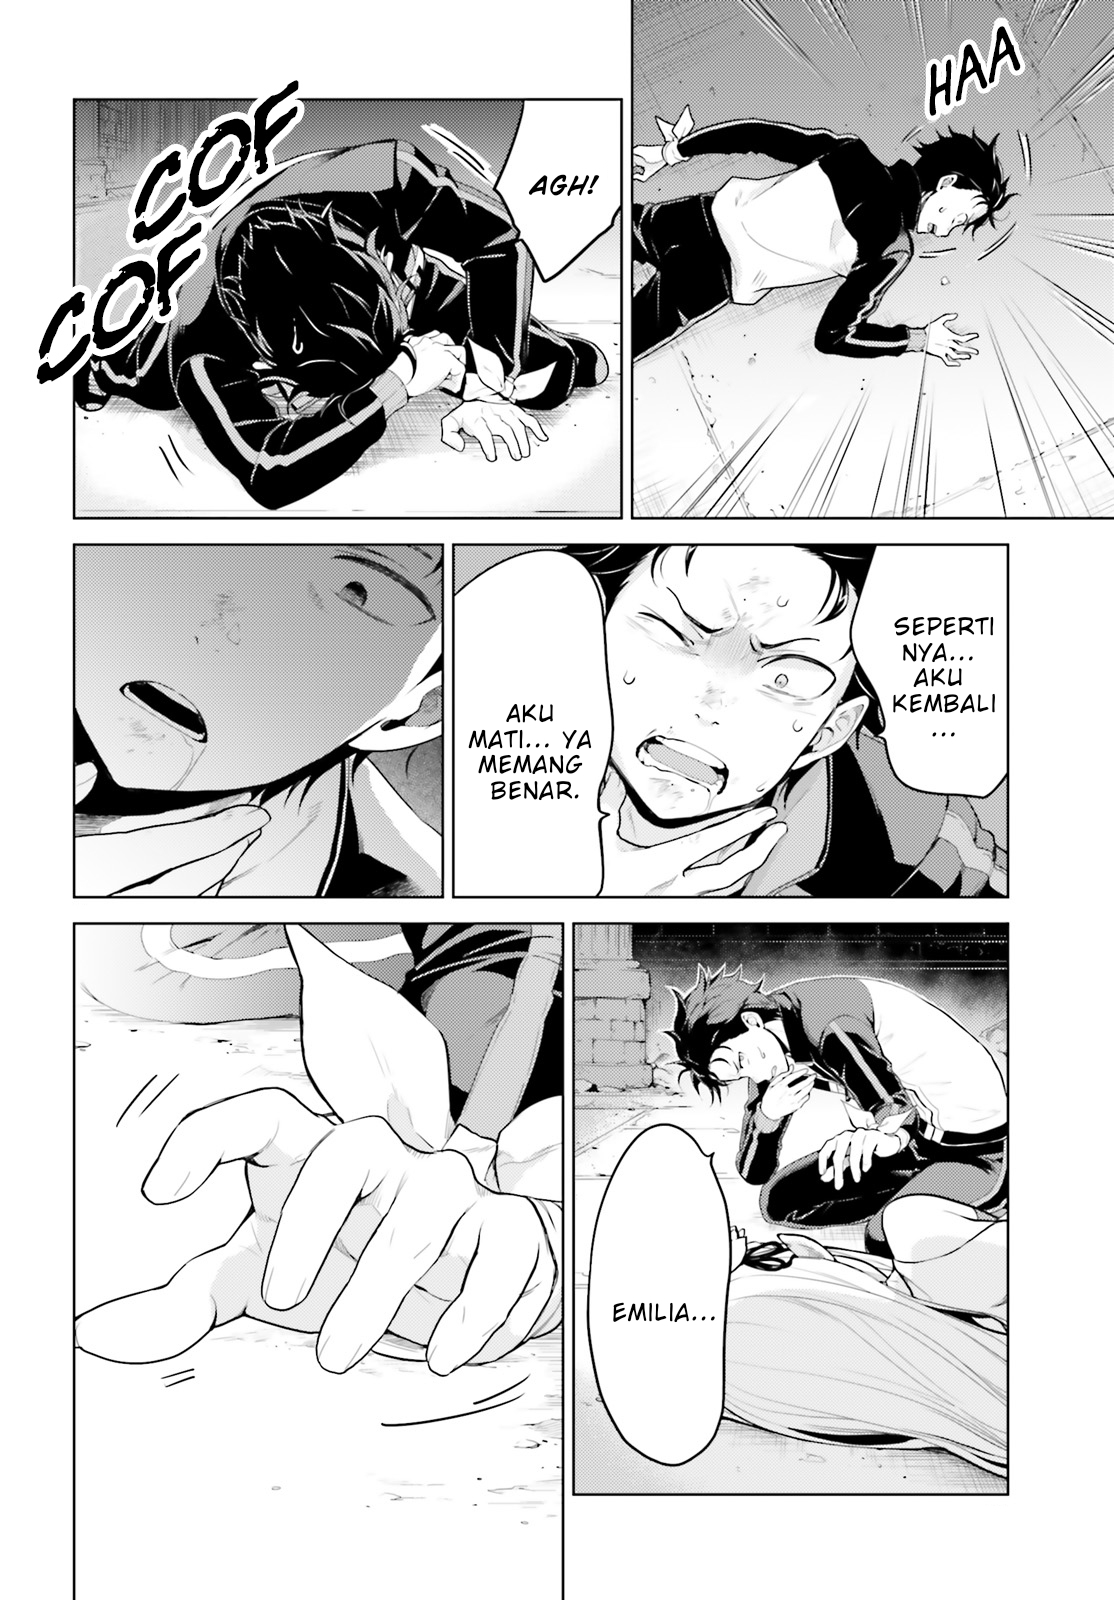 HAA
AGH!
COF
COF
SEPERTI
NYA...
AKU
KEMBALI
...
AKU
MATI... YA
MEMANG
BENAR.
EMILIA...